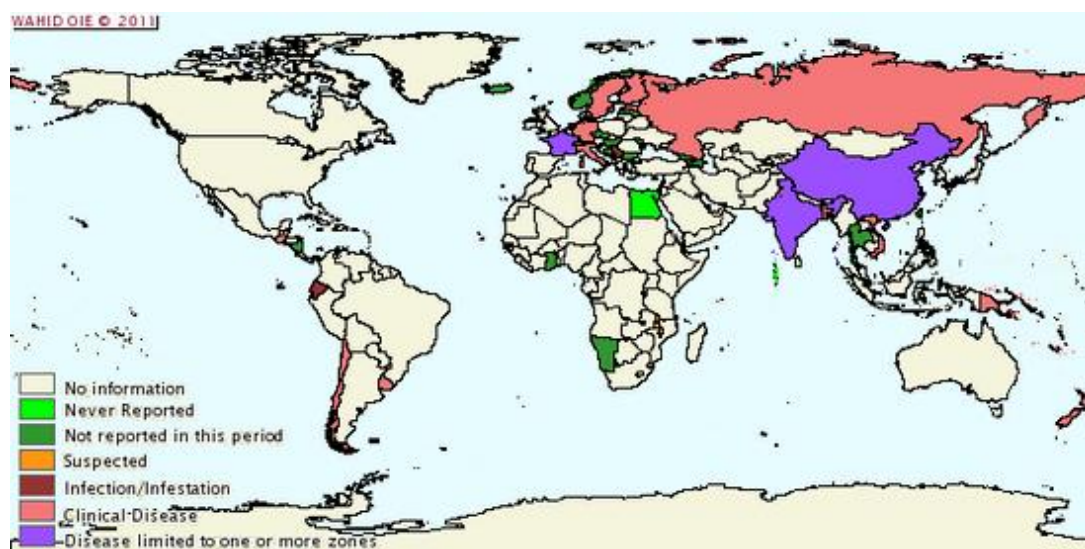 WAHID OIE © 2011
No information
Never Reported
Not reported in this period
Suspected
Infection/Infestation
Clinical Disease
Disease limited to one or more zones